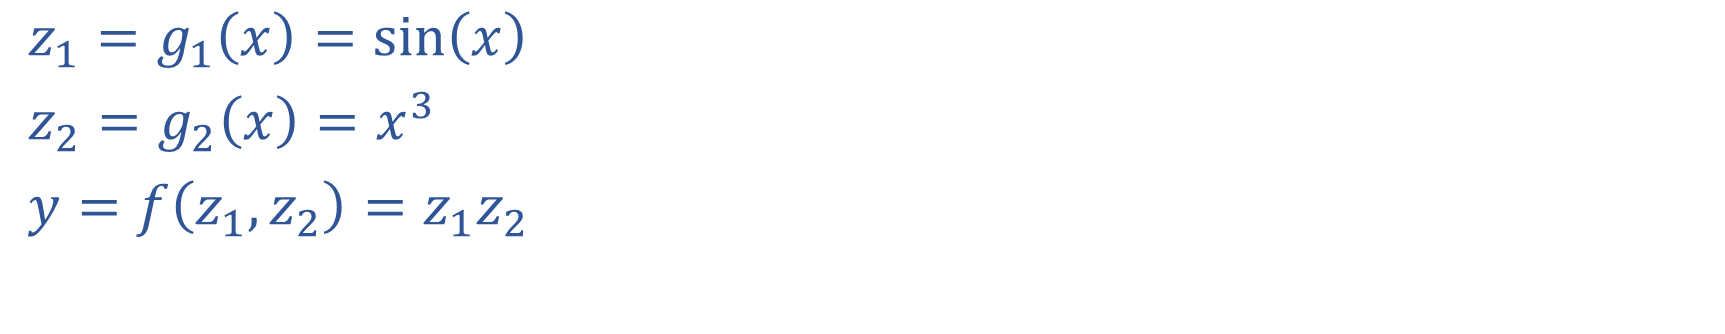 z₁ = g₁(x) = sin(x)
z₂ = g₂(x) = x³
y = f(z₁, z₂) = z₁z₂